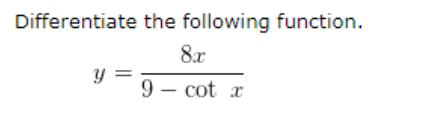 Differentiate the following function.
y = 8x / (9 − cot x)